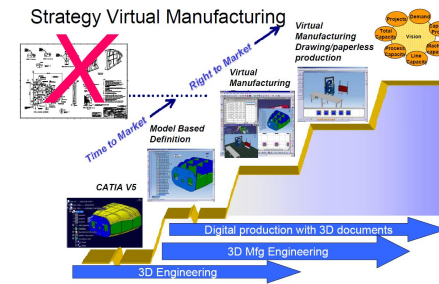 Strategy Virtual Manufacturing
Projects
Demand
Total
Capacity
Vision
Process
Capacity
Line
Capacity
Virtual
Manufacturing
Drawing/paperless
production
Right to Market
Virtual
Manufacturing
Time to Market
Model Based
Definition
CATIA V5
Digital production with 3D documents
3D Mfg Engineering
3D Engineering